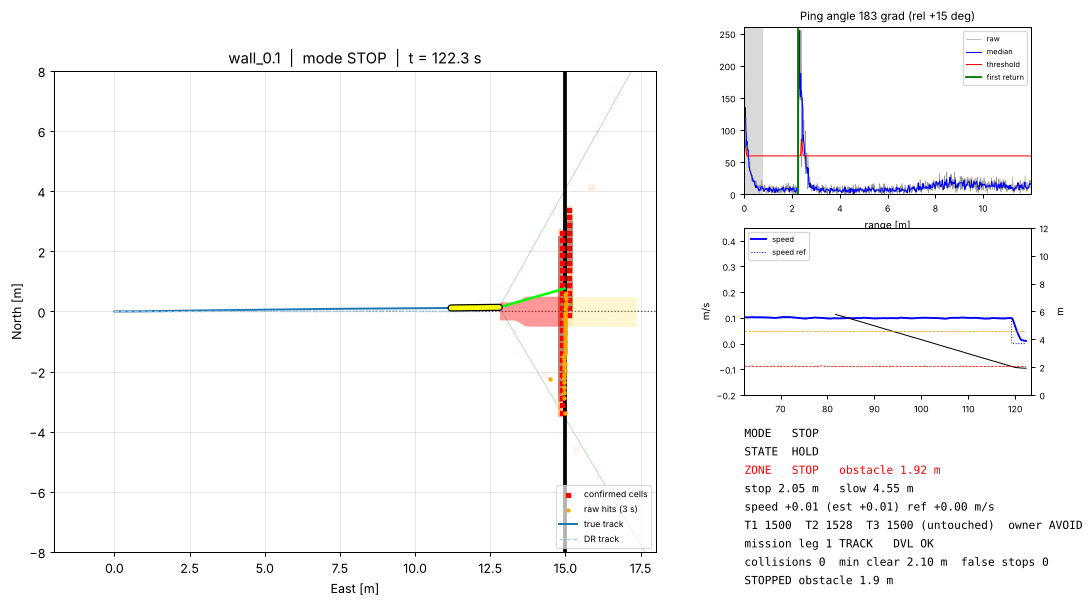 wall_0.1 | mode STOP | t = 122.3 s
8
6
4
2
0
−2
−4
−6
−8
North [m]
0.0 2.5 5.0 7.5 10.0 12.5 15.0 17.5
East [m]
confirmed cells
raw hits (3 s)
true track
DR track
Ping angle 183 grad (rel +15 deg)
250
200
150
100
50
0
0 2 4 6 8 10
range [m]
raw
median
threshold
first return
0.4
0.3
0.2
0.1
0.0
−0.1
−0.2
m/s
speed
speed ref
12
10
8
6
4
2
0
m
70 80 90 100 110 120
MODE STOP
STATE HOLD
ZONE STOP obstacle 1.92 m
stop 2.05 m slow 4.55 m
speed +0.01 (est +0.01) ref +0.00 m/s
T1 1500 T2 1528 T3 1500 (untouched) owner AVOID
mission leg 1 TRACK DVL OK
collisions 0 min clear 2.10 m false stops 0
STOPPED obstacle 1.9 m